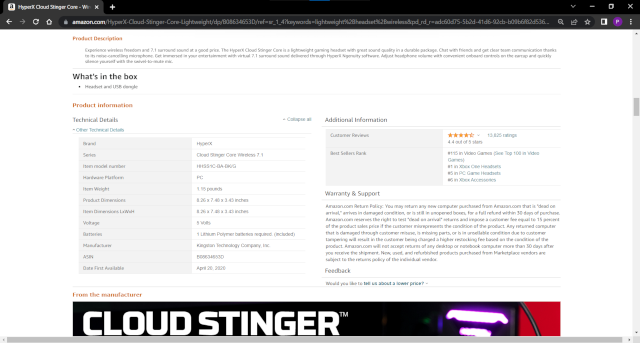 HyperX Cloud Stinger Core – Wi
amazon.com/HyperX-Cloud-Stinger-Core-Lightweight/dp/B086346S3D/ref=sr_1_4?keywords=lightweight%2Bheadset%2Bwireless
Product Description
Experience wireless freedom and 7.1 surround sound at a good price. The HyperX Cloud Stinger Core is a lightweight gaming headset with great sound quality in a durable package. Chat with friends and get clear team communication thanks
to its noise-cancelling microphone. Get immersed in your entertainment with virtual 7.1 surround sound delivered through HyperX Ngenuity software. Adjust headphone volume with convenient onboard controls on the earcup and quickly
silence yourself with the swivel-to-mute mic.
What's in the box
• Headset and USB dongle
Product information
Technical Details
Collapse all
Other Technical Details
Brand HyperX
Series Cloud Stinger Core Wireless 7.1
Item model number
Hardware Platform PC
Item Weight 1.15 pounds
Product Dimensions 8.26 x 7.48 x 3.45 inches
Item Dimensions LxWxH 8.26 x 7.48 x 3.45 inches
Voltage 5 Volts
Batteries 1 Lithium Polymer batteries required. (included)
Manufacturer Kingston Technology Company, Inc.
ASIN
Date First Available April 20, 2020
Additional Information
Customer Reviews 13,825 ratings
4.4 out of 5 stars
Best Sellers Rank #115 in Video Games (See Top 100 in Video
Games)
#1 in Xbox One Headsets
#5 in PC Game Headsets
#8 in Xbox Accessories
Warranty & Support
Amazon.com Return Policy: You may return any new computer purchased from Amazon.com that is "dead on
arrival," arrives in damaged condition, or is still in unopened boxes, for a full refund within 30 days of purchase.
Amazon.com reserves the right to test "dead on arrival" returns and impose a customer fee equal to 15 percent
of the product sales price if the customer misrepresents the condition of the product. Any returned computer
that is damaged through customer misuse, is missing parts, or is in unsellable condition due to customer
tampering will result in the customer being charged a higher restocking fee based on the condition of the
product. Amazon.com will not accept returns of any desktop or notebook computer more than 30 days after
you receive the shipment. New, used, and refurbished products purchased from Marketplace vendors are
subject to the returns policy of the individual vendor.
Feedback
Would you like to tell us about a lower price?
From the manufacturer
CLOUD STINGER™